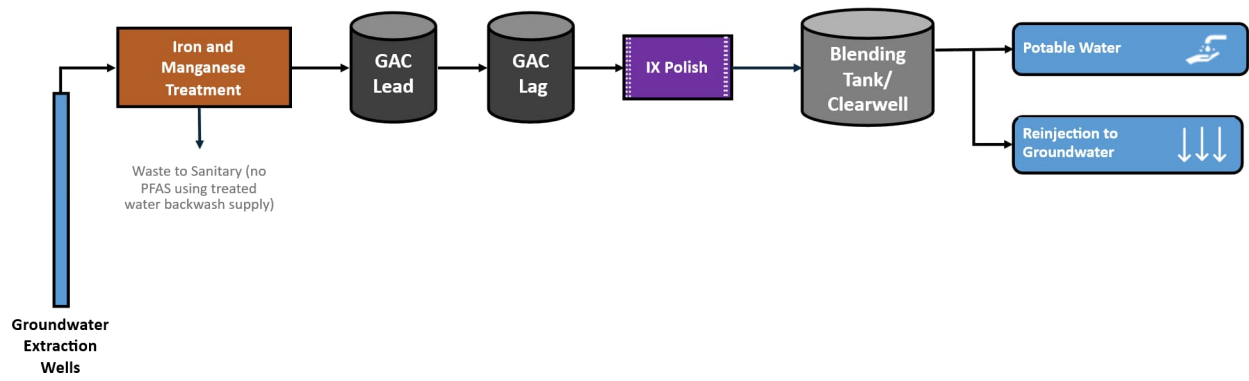 Iron and
Manganese
Treatment
GAC
Lead
GAC
Lag
IX Polish
Blending
Tank/
Clearwell
Potable Water
Reinjection to
Groundwater
Waste to Sanitary (no
PFAS using treated
water backwash supply)
Groundwater
Extraction
Wells